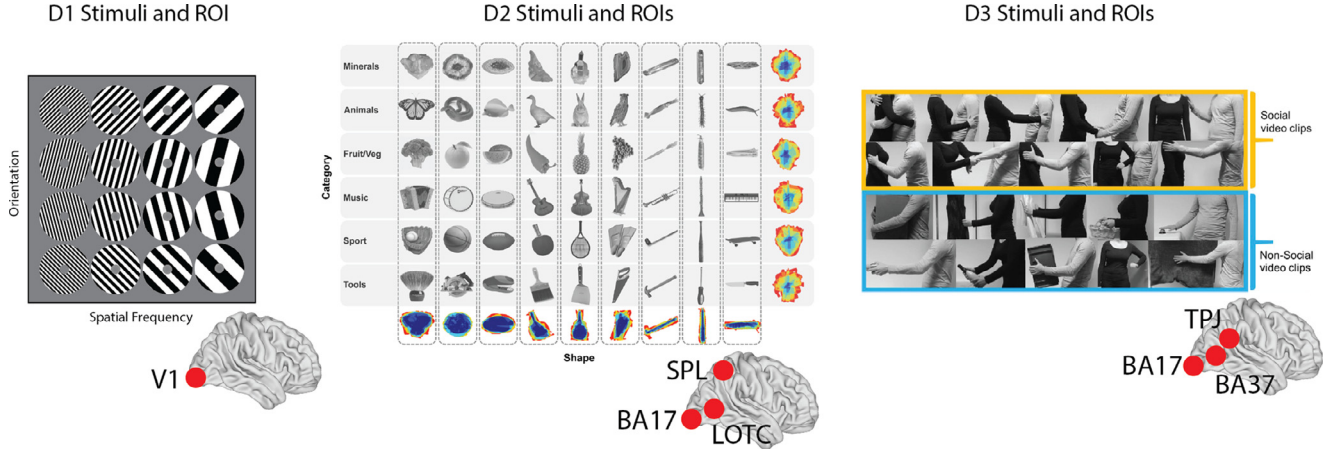 D1 Stimuli and ROI
Orientation
Spatial Frequency
V1
D2 Stimuli and ROIs
Category
Minerals
Animals
Fruit/Veg
Music
Sport
Tools
Shape
SPL
BA17
LOTC
D3 Stimuli and ROIs
Social
video clips
Non-Social
video clips
TPJ
BA17
BA37